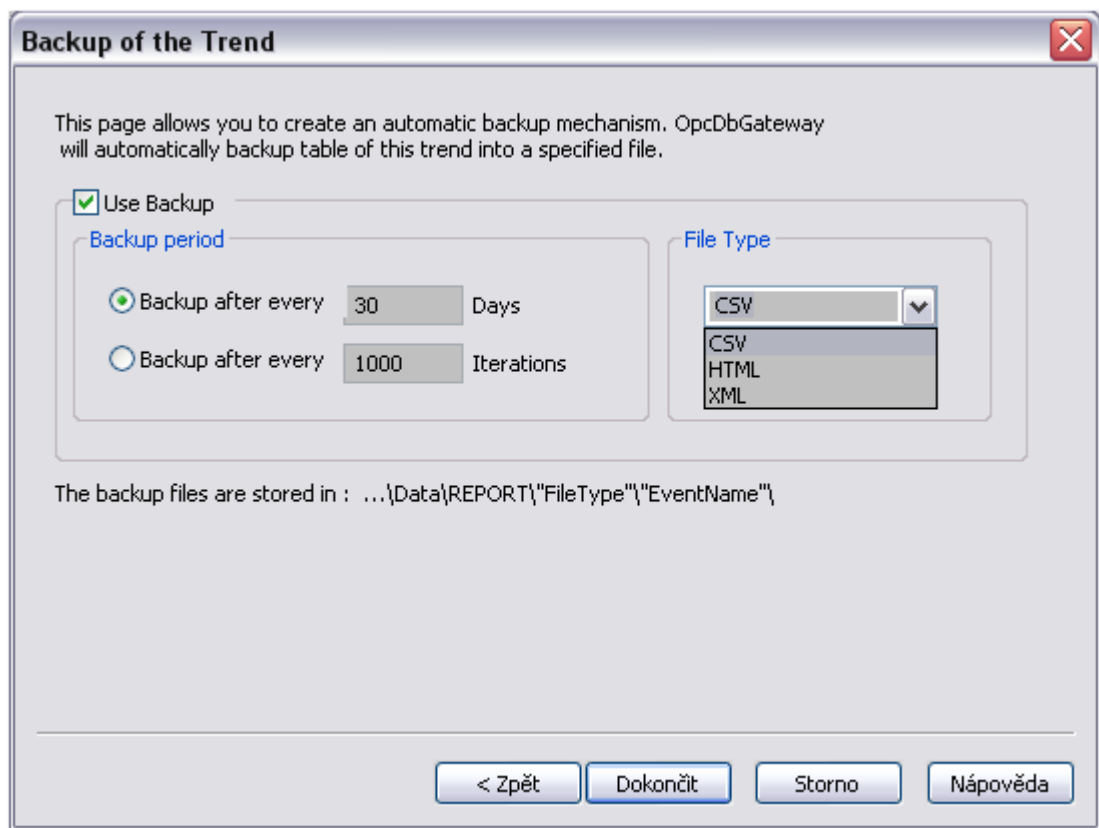 Backup of the Trend
This page allows you to create an automatic backup mechanism. OpcDbGateway
will automatically backup table of this trend into a specified file.
Use Backup
Backup period
File Type
Backup after every 30 Days
CSV
Backup after every 1000 Iterations
CSV
HTML
XML
The backup files are stored in : ...\Data\REPORT\"FileType"\"EventName"\
< Zpět
Dokončit
Storno
Nápověda